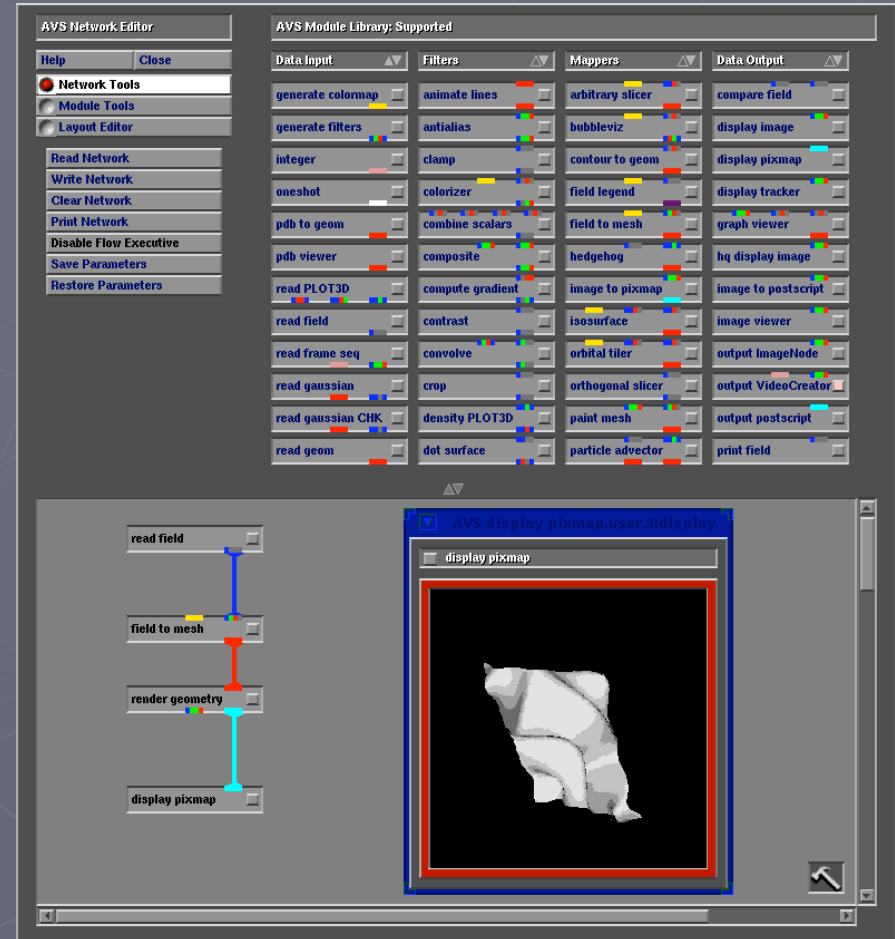 AVS Network Editor
AVS Module Library: Supported
Help
Close
Network Tools
Module Tools
Layout Editor
Read Network
Write Network
Clear Network
Print Network
Disable Flow Executive
Save Parameters
Restore Parameters
Data Input
generate colormap
generate filters
integer
oneshot
pdb to geom
pdb viewer
read PLOT3D
read field
read frame seq
read gaussian
read gaussian CHK
read geom
Filters
animate lines
antialias
clamp
colorizer
combine scalars
composite
compute gradient
contrast
convolve
crop
density PLOT3D
dot surface
Mappers
arbitrary slicer
bubbleviz
contour to geom
field legend
field to mesh
hedgehog
image to pixmap
isosurface
orbital tiler
orthogonal slicer
paint mesh
particle advector
Data Output
compare field
display image
display pixmap
display tracker
graph viewer
hq display image
image to postscript
image viewer
output ImageNode
output VideoCreator
output postscript
print field
read field
field to mesh
render geometry
display pixmap
AVS display pixmap.user.3!display
display pixmap